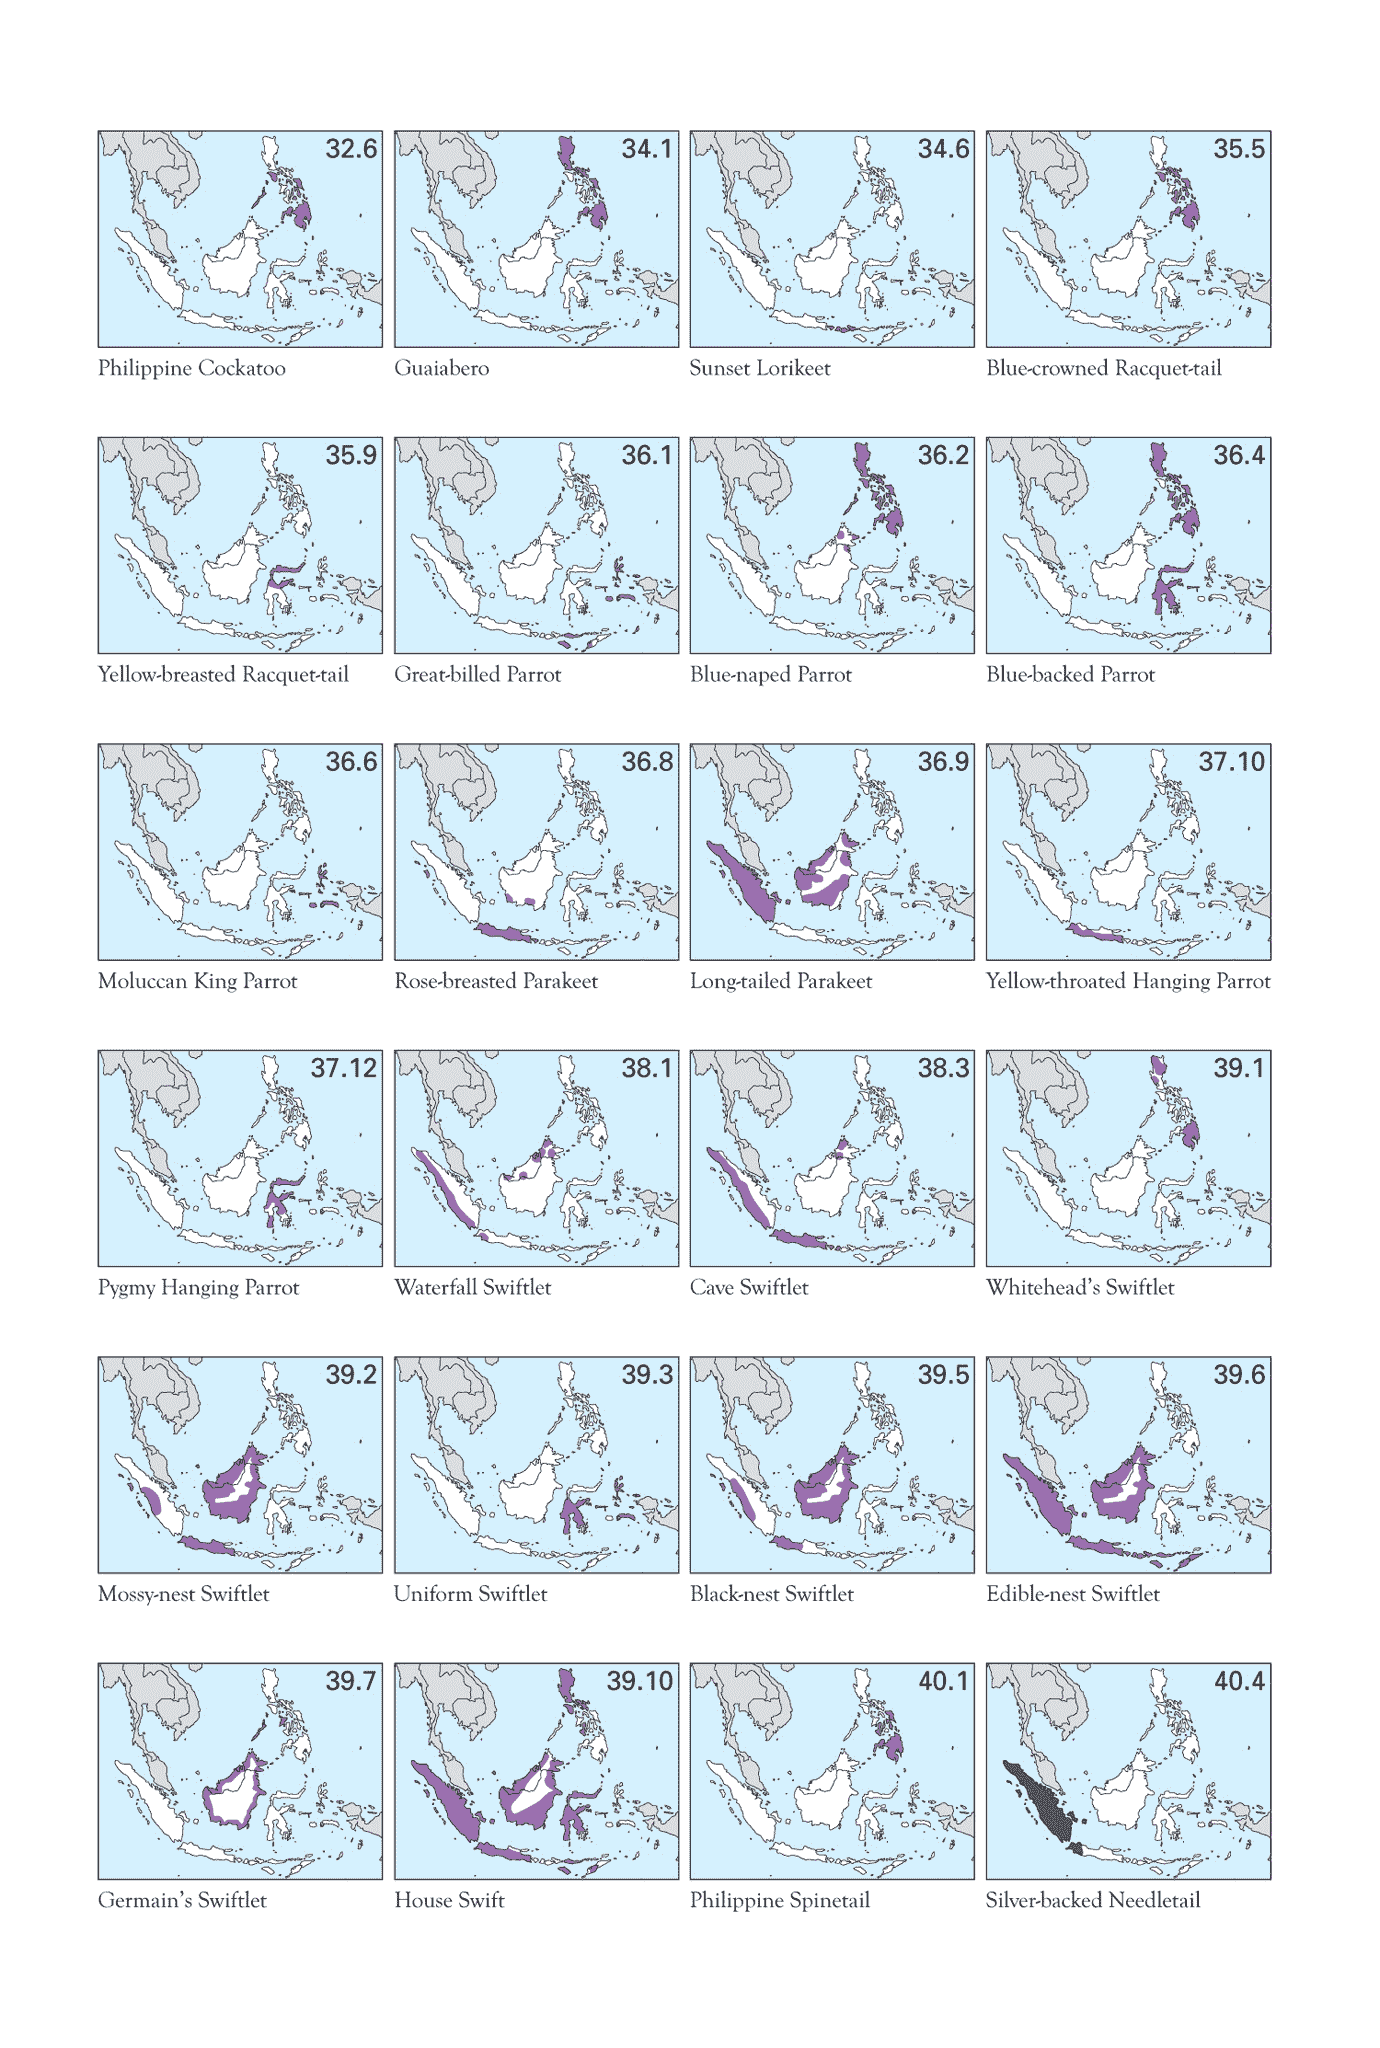 32.6
34.1
34.6
35.5
Philippine Cockatoo
Guaiabero
Sunset Lorikeet
Blue-crowned Racquet-tail
35.9
36.1
36.2
36.4
Yellow-breasted Racquet-tail
Great-billed Parrot
Blue-naped Parrot
Blue-backed Parrot
36.6
36.8
36.9
37.10
Moluccan King Parrot
Rose-breasted Parakeet
Long-tailed Parakeet
Yellow-throated Hanging Parrot
37.12
38.1
38.3
39.1
Pygmy Hanging Parrot
Waterfall Swiftlet
Cave Swiftlet
Whitehead's Swiftlet
39.2
39.3
39.5
39.6
Mossy-nest Swiftlet
Uniform Swiftlet
Black-nest Swiftlet
Edible-nest Swiftlet
39.7
39.10
40.1
40.4
Germain's Swiftlet
House Swift
Philippine Spinetail
Silver-backed Needletail